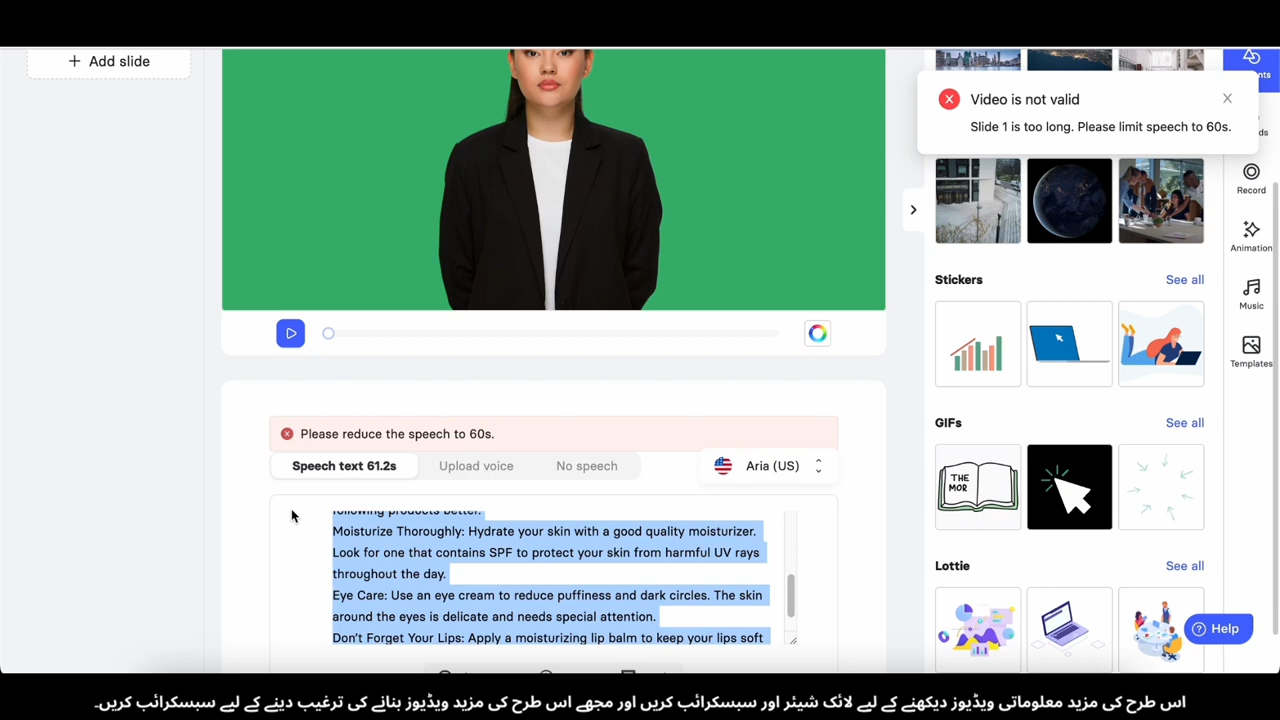 + Add slide
Video is not valid
Slide 1 is too long. Please limit speech to 60s.
Record
Animation
Music
Templates
Stickers
See all
GIFs
See all
THE
MOR
Lottie
See all
Help
Please reduce the speech to 60s.
Speech text 61.2s
Upload voice
No speech
Aria (US)
following products better.
Moisturize Thoroughly: Hydrate your skin with a good quality moisturizer.
Look for one that contains SPF to protect your skin from harmful UV rays
throughout the day.
Eye Care: Use an eye cream to reduce puffiness and dark circles. The skin
around the eyes is delicate and needs special attention.
Don't Forget Your Lips: Apply a moisturizing lip balm to keep your lips soft
اس طرح کی مزید معلوماتی ویڈیوز دیکھنے کے لیے لائک شیئر اور سبسکرائب کریں اور مجھے اس طرح کی مزید ویڈیوز بنانے کی ترغیب دینے کے لیے سبسکرائب کریں۔